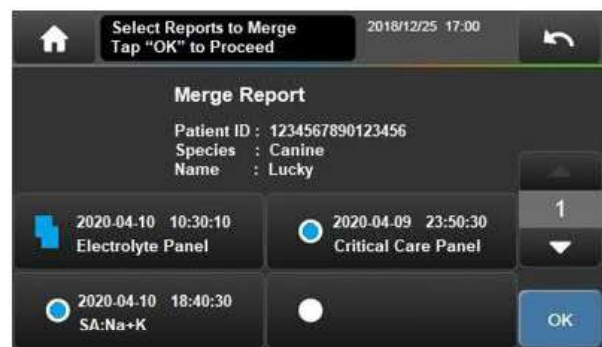 Select Reports to Merge
Tap “OK” to Proceed
2018/12/25 17:00
Merge Report
Patient ID : 1234567890123456
Species : Canine
Name : Lucky
2020-04-10 10:30:10
Electrolyte Panel
2020-04-09 23:50:30
Critical Care Panel
1
2020-04-10 18:40:30
SA:Na+K
OK